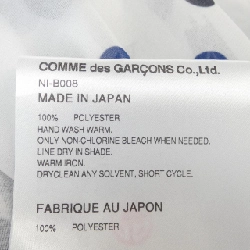 COMME des GARÇONS Co.,Ltd.
NI-B008
MADE IN JAPAN
100% POLYESTER
HAND WASH WARM.
ONLY NON-CHLORINE BLEACH WHEN NEEDED.
LINE DRY IN SHADE.
WARM IRON.
DRYCLEAN ANY SOLVENT, SHORT CYCLE.
FABRIQUE AU JAPON
100% POLYESTER